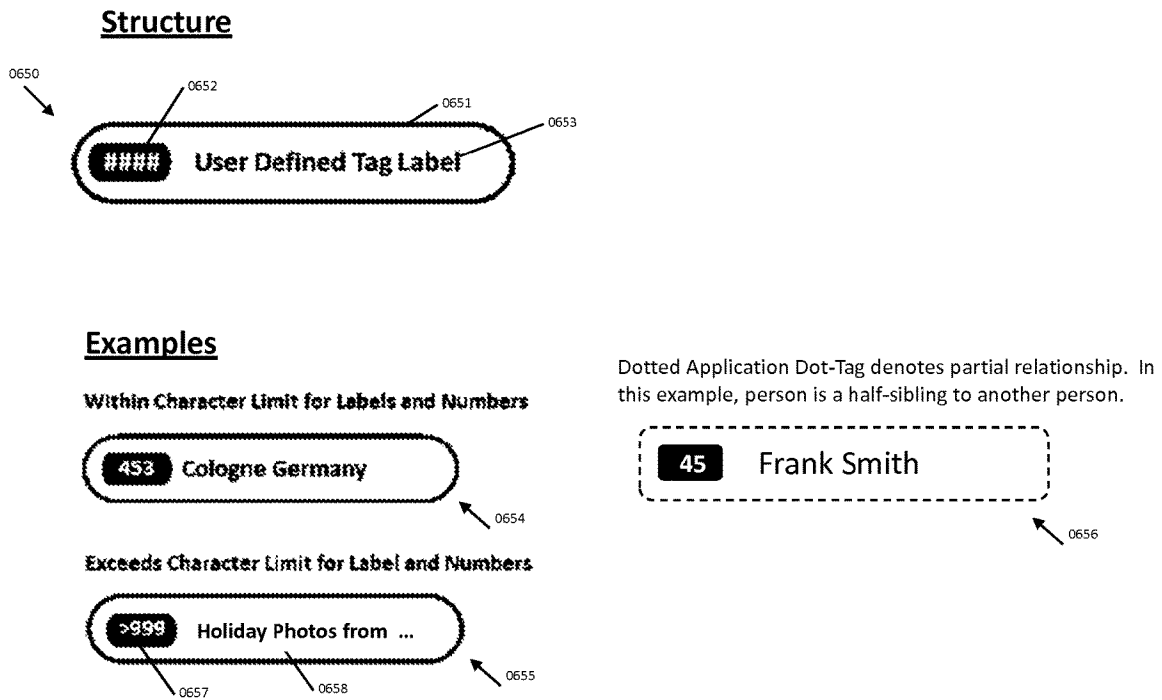 Structure
0650
0652
0651
0653
#### User Defined Tag Label
Examples
Within Character Limit for Labels and Numbers
453 Cologne Germany
0654
Exceeds Character Limit for Label and Numbers
>999 Holiday Photos from ...
0655
0657
0658
Dotted Application Dot-Tag denotes partial relationship. In
this example, person is a half-sibling to another person.
45 Frank Smith
0656